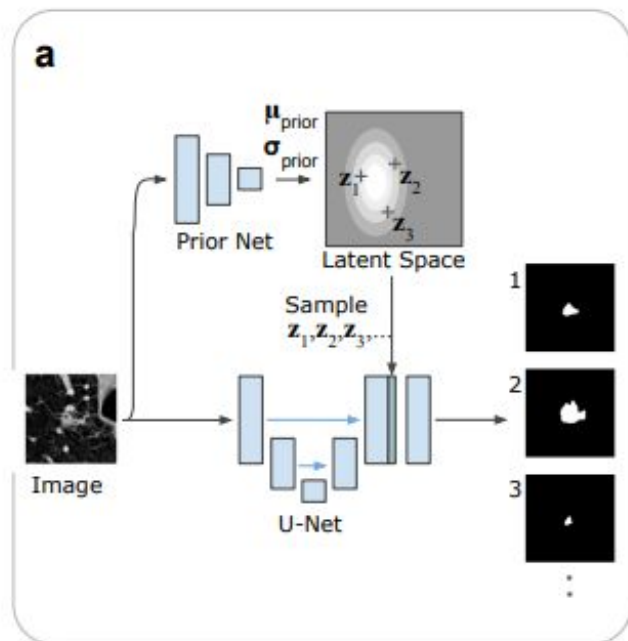 a
μprior
σprior
z1
z2
z3
Prior Net
Latent Space
Sample
z1,z2,z3,...
1
2
3
Image
U-Net